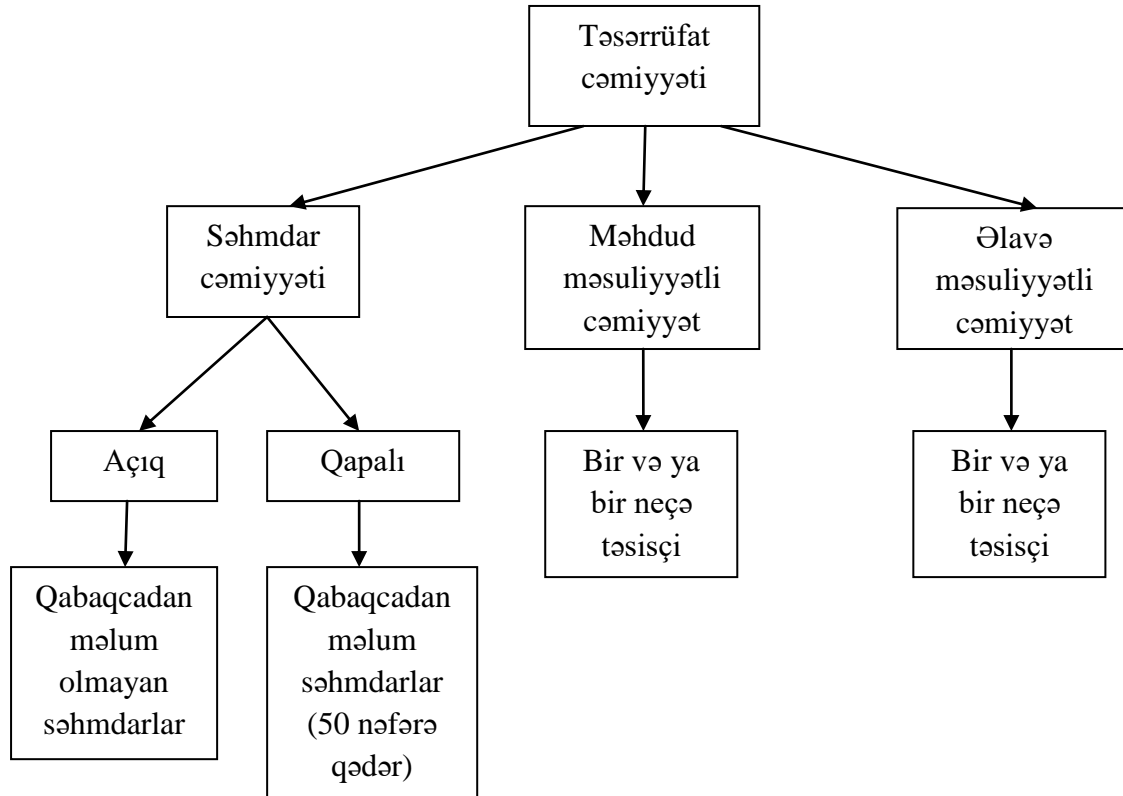 Təsərrüfat
cəmiyyəti
Səhmdar
cəmiyyəti
Məhdud
məsuliyyətli
cəmiyyət
Əlavə
məsuliyyətli
cəmiyyət
Açıq
Qapalı
Bir və ya
bir neçə
təsisçi
Bir və ya
bir neçə
təsisçi
Qabaqcadan
məlum
olmayan
səhmdarlar
Qabaqcadan
məlum
səhmdarlar
(50 nəfərə
qədər)